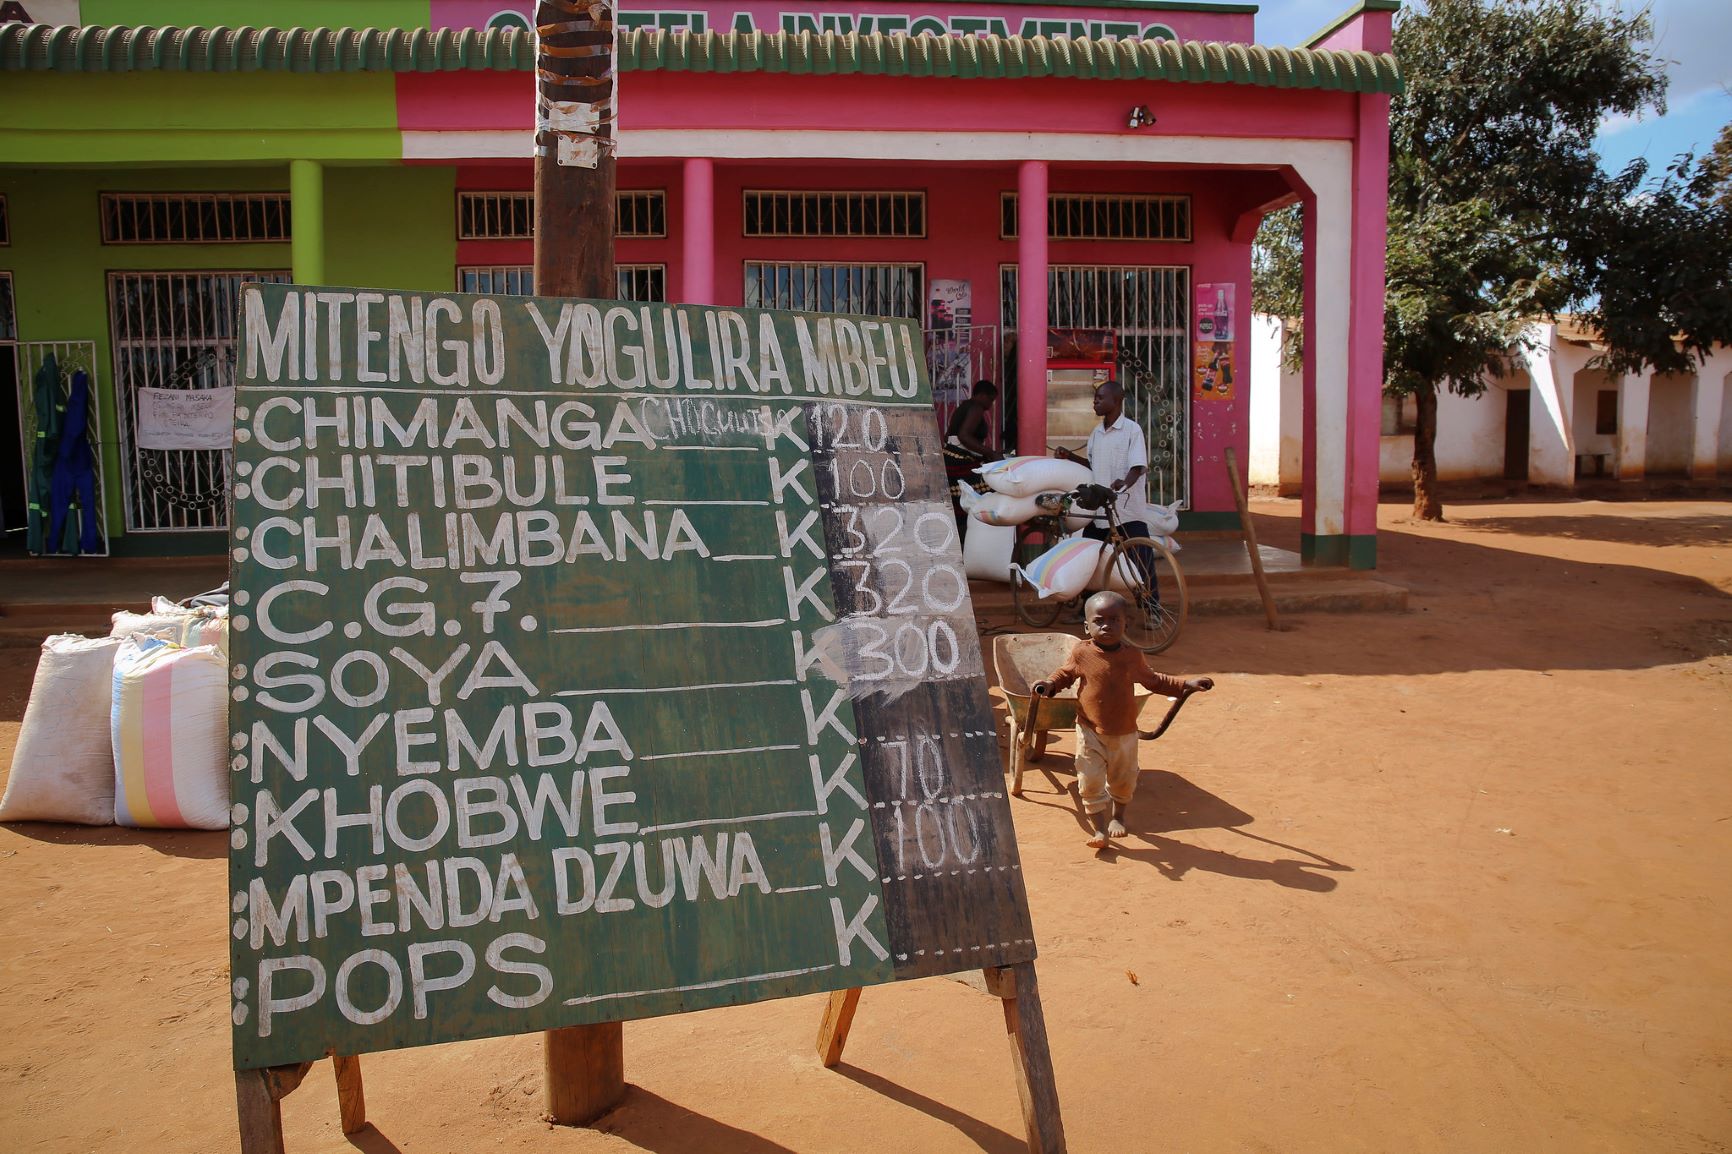 INVESTMENTS
MITENGO YOGULIRA MBEU
:CHIMANGA CHOGULITSA K 120
:CHITIBULE K 100
:CHALIMBANA K 320
:C.G.7. K 320
:SOYA K 300
:NYEMBA K
:KHOBWE K 70
:MPENDA DZUWA K 100
:POPS K